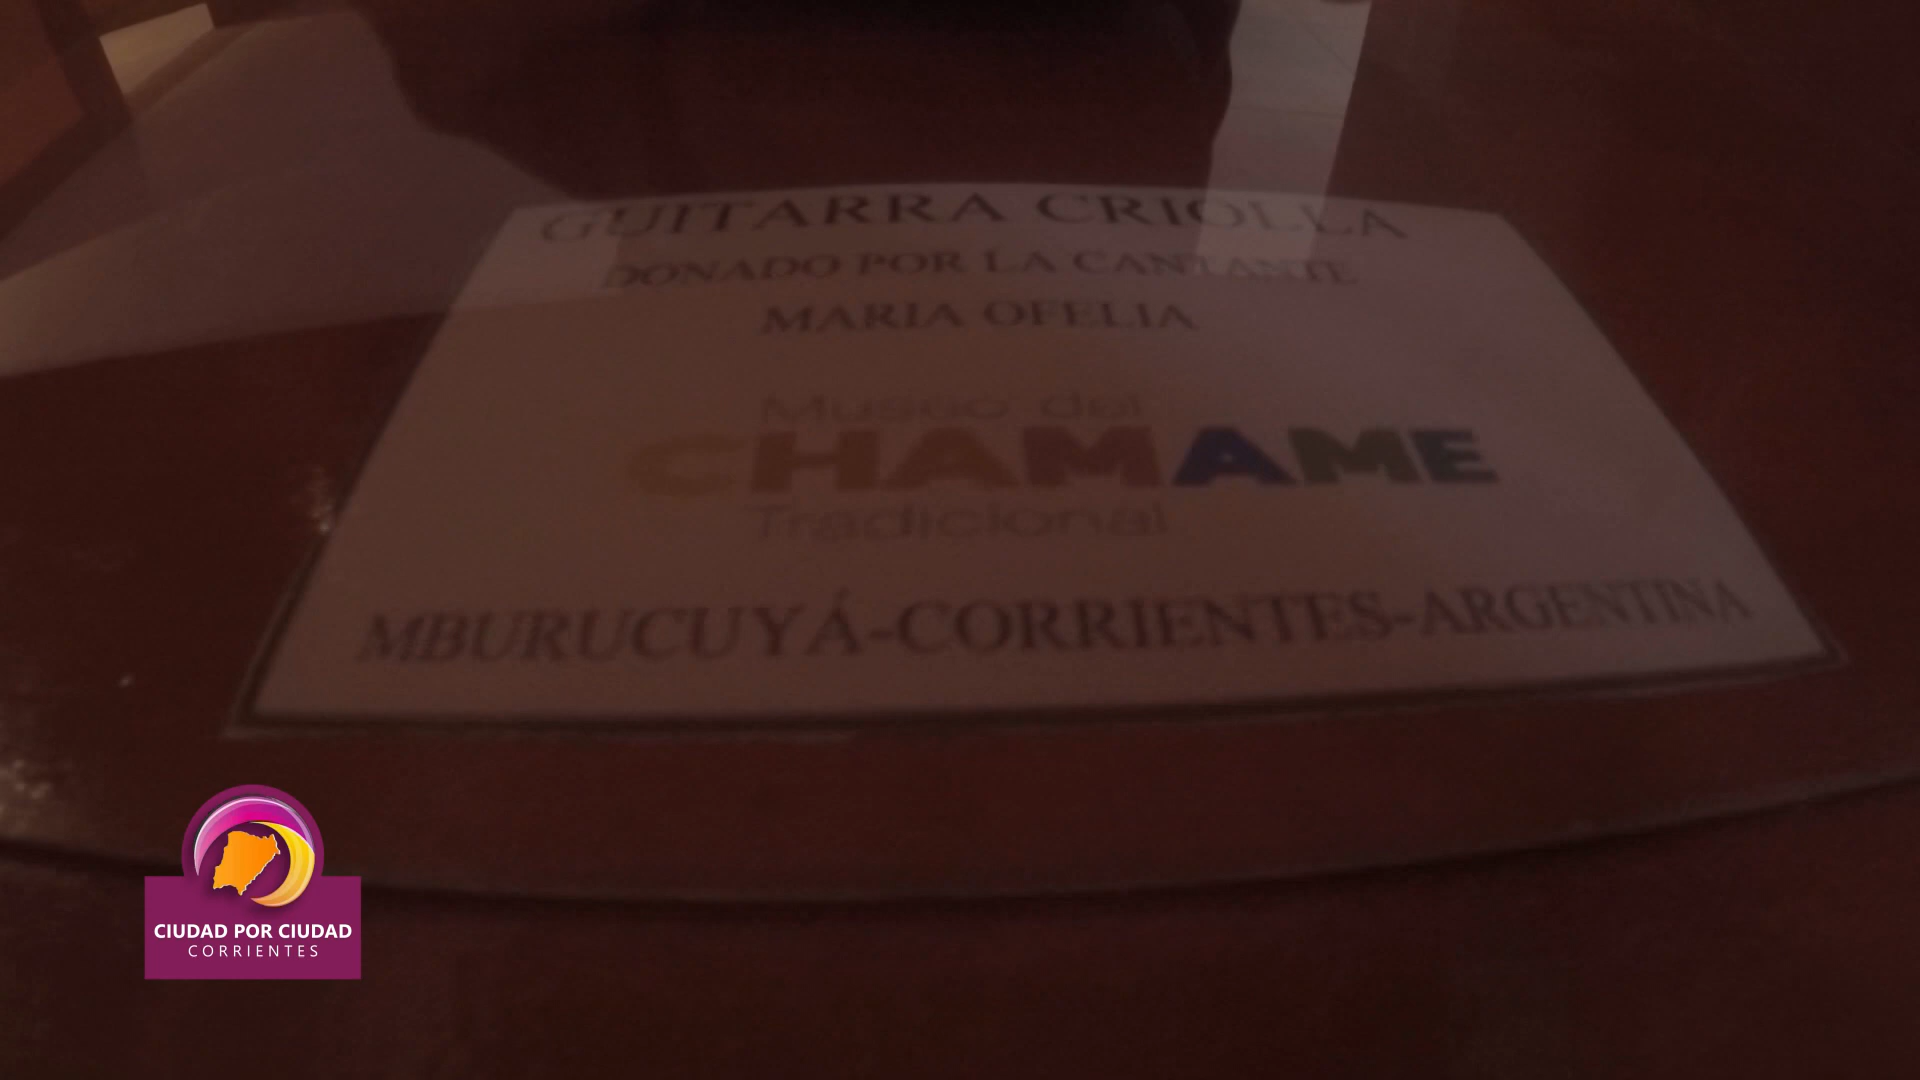 GUITARRA CRIOLLA
DONADO POR LA CANTANTE
MARIA OFELIA
Museo del
CHAMAME
Tradicional
MBURUCUYÁ-CORRIENTES-ARGENTINA
CIUDAD POR CIUDAD
CORRIENTES